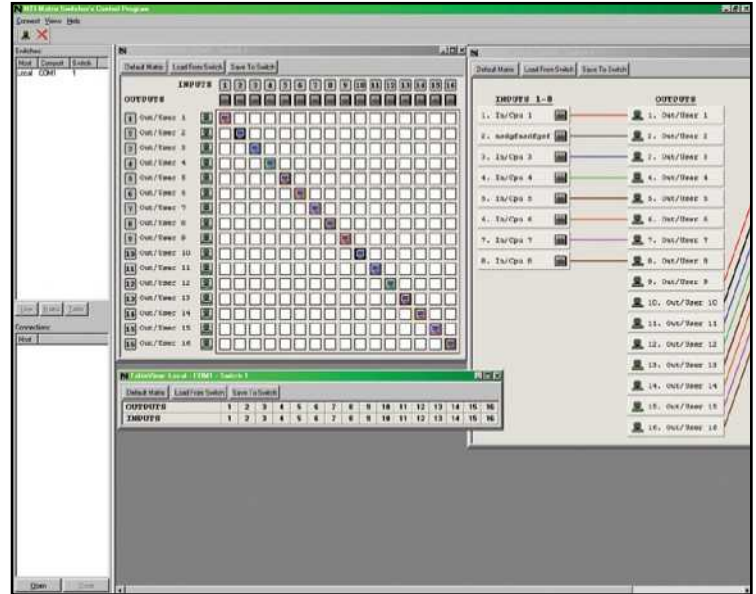 NTI Matrix Switcher's Control Program
Connect View Help
Switches:
Host Comport Switch
Local COM1 1
Connections:
Host
Open
Default Matrix Load From Switch Save To Switch
INPUTS 1 2 3 4 5 6 7 8 9 10 11 12 13 14 15 16
OUTPUTS
1 Out/User 1
2 Out/User 2
3 Out/User 3
4 Out/User 4
5 Out/User 5
6 Out/User 6
7 Out/User 7
8 Out/User 8
9 Out/User 9
10 Out/User 10
11 Out/User 11
12 Out/User 12
13 Out/User 13
14 Out/User 14
15 Out/User 15
16 Out/User 16
TableView: Local - COM1 - Switch 1
Default Matrix Load From Switch Save To Switch
OUTPUTS 1 2 3 4 5 6 7 8 9 10 11 12 13 14 15 16
INPUTS 1 2 3 4 5 6 7 8 9 10 11 12 13 14 15 16
Default Matrix Load From Switch Save To Switch
INPUTS 1-8 OUTPUTS
1. In/Cpu 1 1. Out/User 1
2. 2. Out/User 2
3. In/Cpu 3 3. Out/User 3
4. In/Cpu 4 4. Out/User 4
5. In/Cpu 5 5. Out/User 5
6. In/Cpu 6 6. Out/User 6
7. In/Cpu 7 7. Out/User 7
8. In/Cpu 8 8. Out/User 8
9. Out/User 9
10. Out/User 10
11. Out/User 11
12. Out/User 12
13. Out/User 13
14. Out/User 14
15. Out/User 15
16. Out/User 16